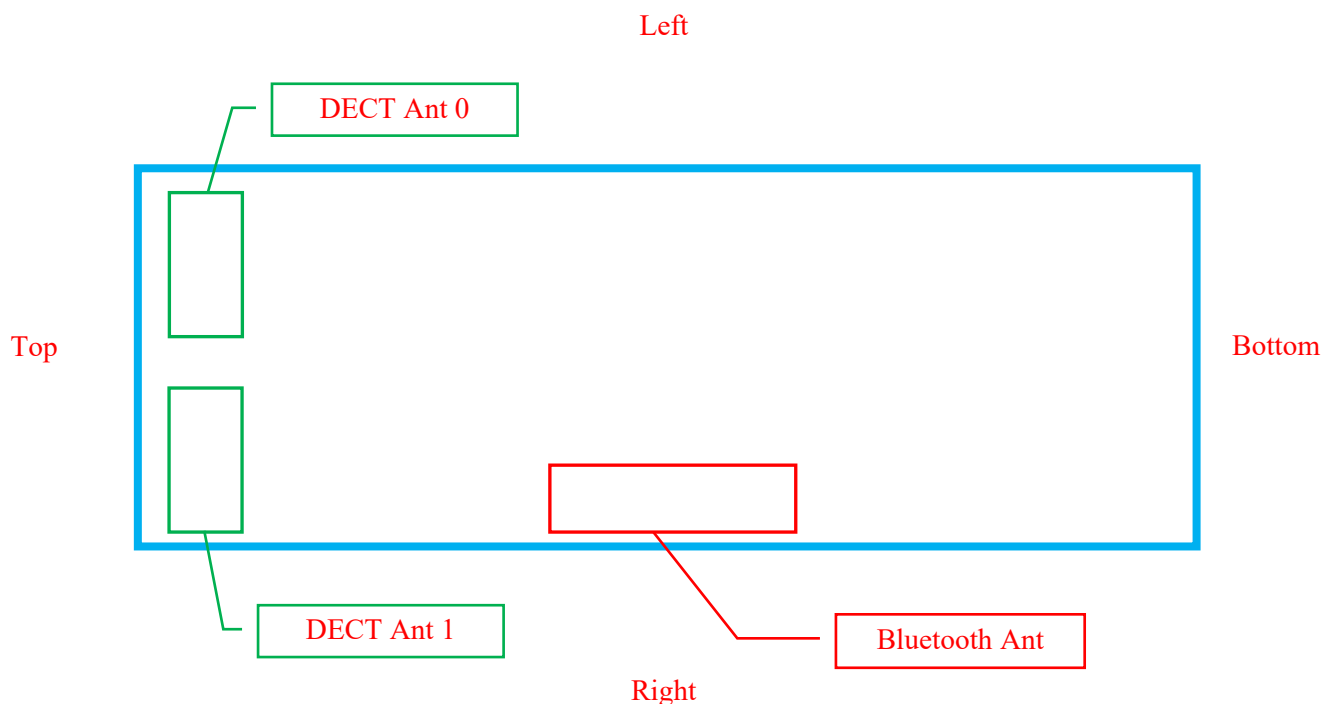 Left
DECT Ant 0
Top
Bottom
DECT Ant 1
Bluetooth Ant
Right